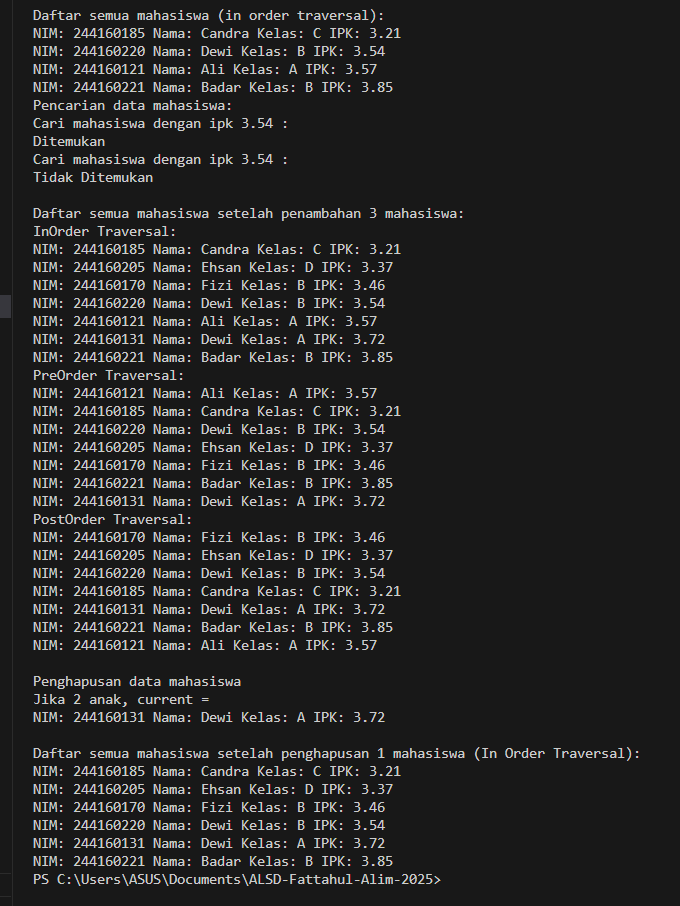 Daftar semua mahasiswa (in order traversal):
NIM: 244160185 Nama: Candra Kelas: C IPK: 3.21
NIM: 244160220 Nama: Dewi Kelas: B IPK: 3.54
NIM: 244160121 Nama: Ali Kelas: A IPK: 3.57
NIM: 244160221 Nama: Badar Kelas: B IPK: 3.85
Pencarian data mahasiswa:
Cari mahasiswa dengan ipk 3.54 :
Ditemukan
Cari mahasiswa dengan ipk 3.54 :
Tidak Ditemukan

Daftar semua mahasiswa setelah penambahan 3 mahasiswa:
InOrder Traversal:
NIM: 244160185 Nama: Candra Kelas: C IPK: 3.21
NIM: 244160205 Nama: Ehsan Kelas: D IPK: 3.37
NIM: 244160170 Nama: Fizi Kelas: B IPK: 3.46
NIM: 244160220 Nama: Dewi Kelas: B IPK: 3.54
NIM: 244160121 Nama: Ali Kelas: A IPK: 3.57
NIM: 244160131 Nama: Dewi Kelas: A IPK: 3.72
NIM: 244160221 Nama: Badar Kelas: B IPK: 3.85
PreOrder Traversal:
NIM: 244160121 Nama: Ali Kelas: A IPK: 3.57
NIM: 244160185 Nama: Candra Kelas: C IPK: 3.21
NIM: 244160220 Nama: Dewi Kelas: B IPK: 3.54
NIM: 244160205 Nama: Ehsan Kelas: D IPK: 3.37
NIM: 244160170 Nama: Fizi Kelas: B IPK: 3.46
NIM: 244160221 Nama: Badar Kelas: B IPK: 3.85
NIM: 244160131 Nama: Dewi Kelas: A IPK: 3.72
PostOrder Traversal:
NIM: 244160170 Nama: Fizi Kelas: B IPK: 3.46
NIM: 244160205 Nama: Ehsan Kelas: D IPK: 3.37
NIM: 244160220 Nama: Dewi Kelas: B IPK: 3.54
NIM: 244160185 Nama: Candra Kelas: C IPK: 3.21
NIM: 244160131 Nama: Dewi Kelas: A IPK: 3.72
NIM: 244160221 Nama: Badar Kelas: B IPK: 3.85
NIM: 244160121 Nama: Ali Kelas: A IPK: 3.57

Penghapusan data mahasiswa
Jika 2 anak, current =
NIM: 244160131 Nama: Dewi Kelas: A IPK: 3.72

Daftar semua mahasiswa setelah penghapusan 1 mahasiswa (In Order Traversal):
NIM: 244160185 Nama: Candra Kelas: C IPK: 3.21
NIM: 244160205 Nama: Ehsan Kelas: D IPK: 3.37
NIM: 244160170 Nama: Fizi Kelas: B IPK: 3.46
NIM: 244160220 Nama: Dewi Kelas: B IPK: 3.54
NIM: 244160131 Nama: Dewi Kelas: A IPK: 3.72
NIM: 244160221 Nama: Badar Kelas: B IPK: 3.85
PS C:\Users\ASUS\Documents\ALSD-Fattahul-Alim-2025>